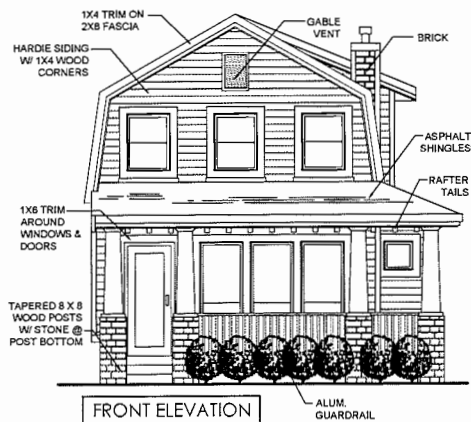 1X4 TRIM ON
2X8 FASCIA
GABLE
VENT
BRICK
HARDIE SIDING
W/ 1X4 WOOD
CORNERS
ASPHALT
SHINGLES
RAFTER
TAILS
1X6 TRIM
AROUND
WINDOWS &
DOORS
TAPERED 8 X 8
WOOD POSTS
W/ STONE @
POST BOTTOM
ALUM.
GUARDRAIL
FRONT ELEVATION